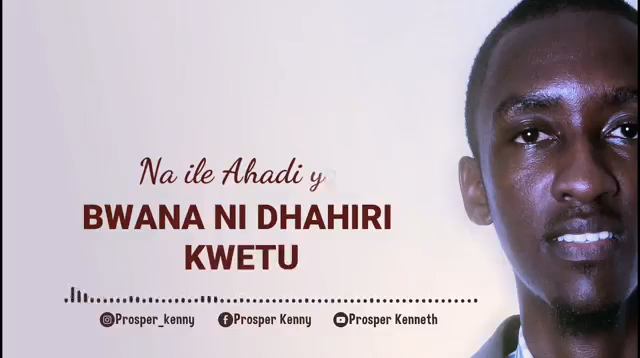 Na ile Ahadi y
BWANA NI DHAHIRI
KWETU
Prosper_kenny Prosper Kenny Prosper Kenneth